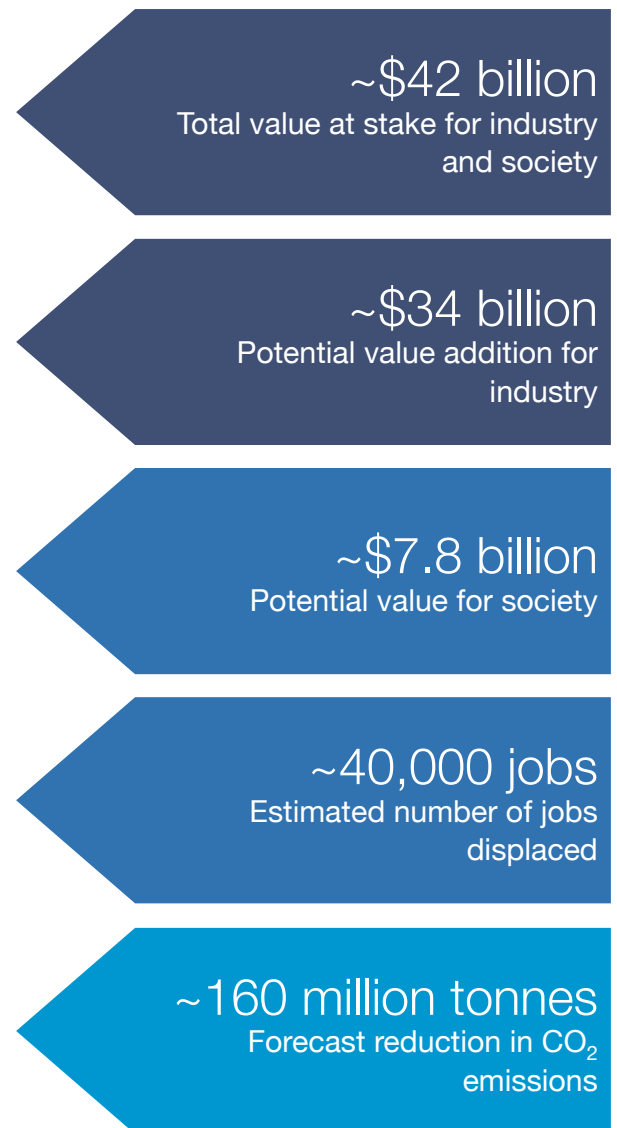 ~$42 billion
Total value at stake for industry
and society
~$34 billion
Potential value addition for
industry
~$7.8 billion
Potential value for society
~40,000 jobs
Estimated number of jobs
displaced
~160 million tonnes
Forecast reduction in CO₂
emissions